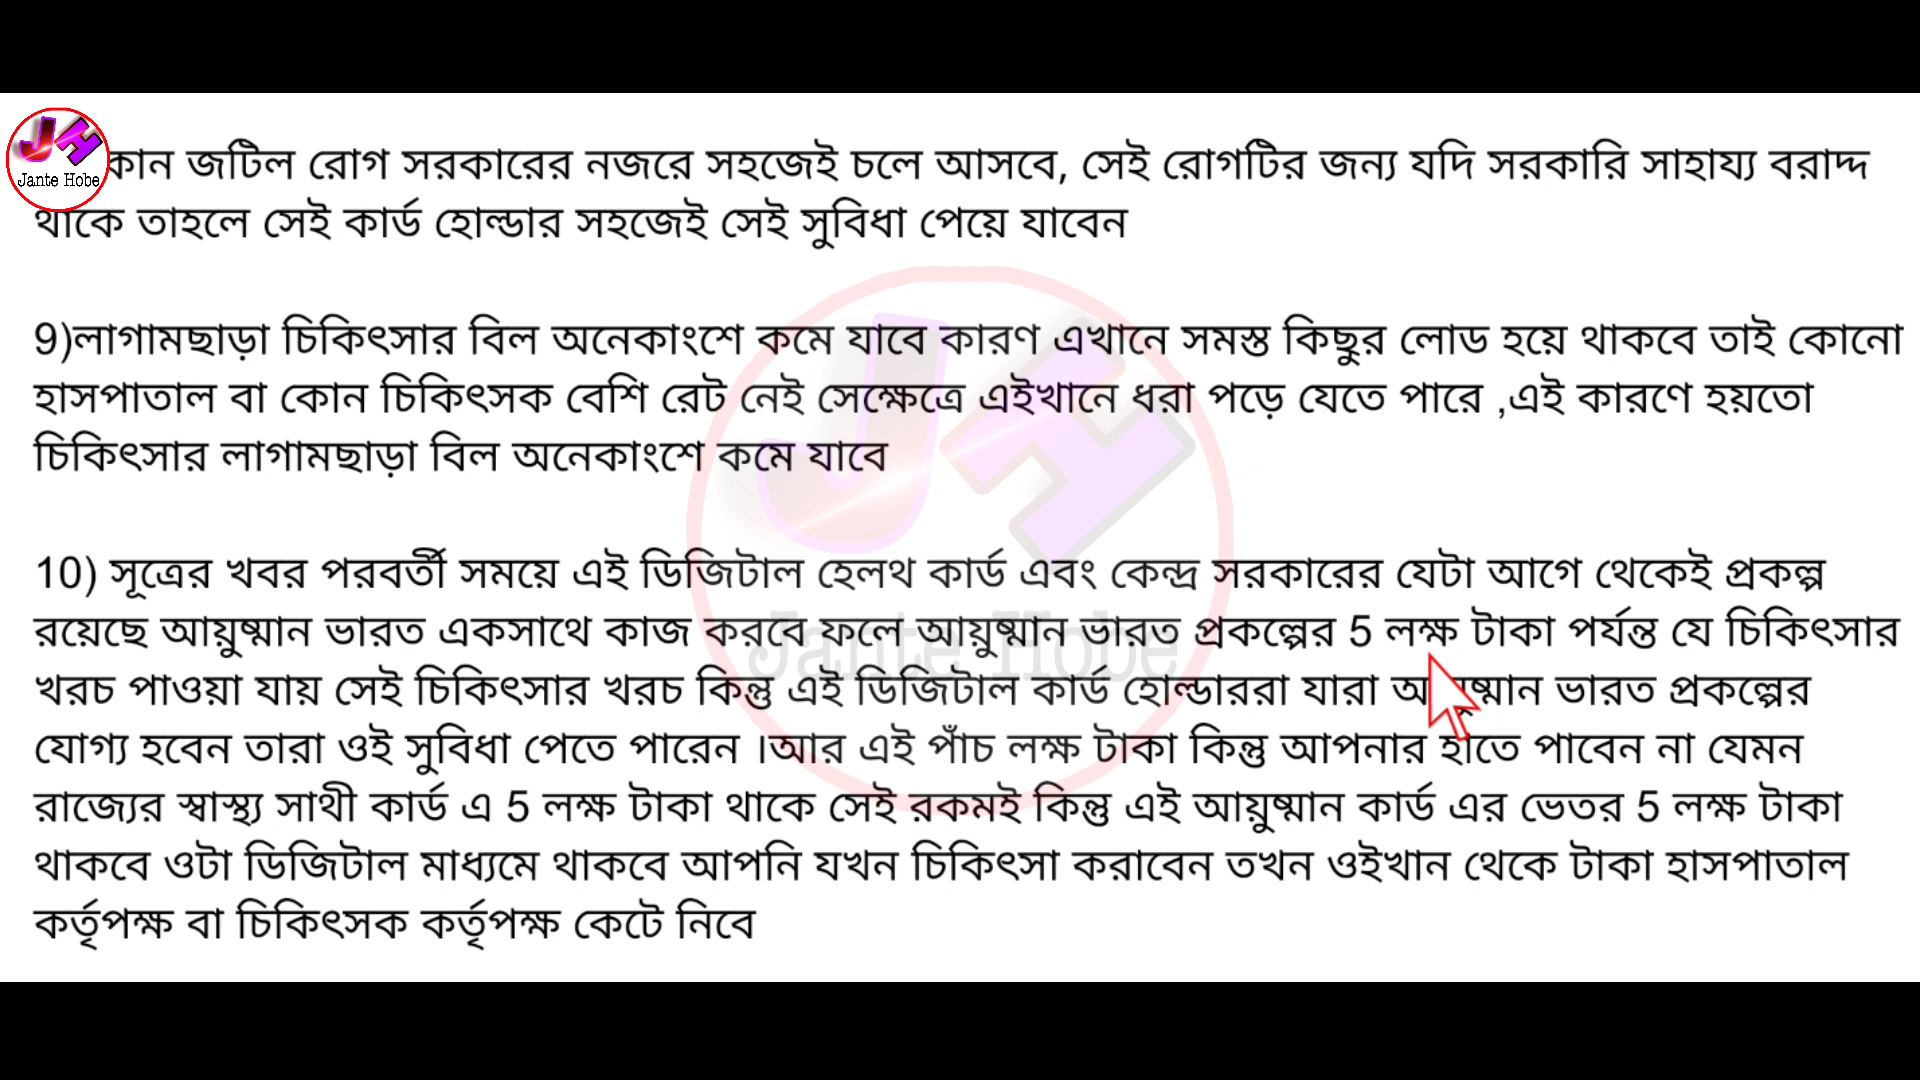 JH
Jante Hobe
কোন জটিল রোগ সরকারের নজরে সহজেই চলে আসবে, সেই রোগটির জন্য যদি সরকারি সাহায্য বরাদ্দ
থাকে তাহলে সেই কার্ড হোল্ডার সহজেই সেই সুবিধা পেয়ে যাবেন
9)লাগামছাড়া চিকিৎসার বিল অনেকাংশে কমে যাবে কারণ এখানে সমস্ত কিছুর লোড হয়ে থাকবে তাই কোনো
হাসপাতাল বা কোন চিকিৎসক বেশি রেট নেই সেক্ষেত্রে এইখানে ধরা পড়ে যেতে পারে ,এই কারণে হয়তো
চিকিৎসার লাগামছাড়া বিল অনেকাংশে কমে যাবে
10) সূত্রের খবর পরবর্তী সময়ে এই ডিজিটাল হেলথ কার্ড এবং কেন্দ্র সরকারের যেটা আগে থেকেই প্রকল্প
রয়েছে আয়ুষ্মান ভারত একসাথে কাজ করবে ফলে আয়ুষ্মান ভারত প্রকল্পের 5 লক্ষ টাকা পর্যন্ত যে চিকিৎসার
খরচ পাওয়া যায় সেই চিকিৎসার খরচ কিন্তু এই ডিজিটাল কার্ড হোল্ডাররা যারা আয়ুষ্মান ভারত প্রকল্পের
যোগ্য হবেন তারা ওই সুবিধা পেতে পারেন ।আর এই পাঁচ লক্ষ টাকা কিন্তু আপনার হাতে পাবেন না যেমন
রাজ্যের স্বাস্থ্য সাথী কার্ড এ 5 লক্ষ টাকা থাকে সেই রকমই কিন্তু এই আয়ুষ্মান কার্ড এর ভেতর 5 লক্ষ টাকা
থাকবে ওটা ডিজিটাল মাধ্যমে থাকবে আপনি যখন চিকিৎসা করাবেন তখন ওইখান থেকে টাকা হাসপাতাল
কর্তৃপক্ষ বা চিকিৎসক কর্তৃপক্ষ কেটে নিবে
JH
Jante Hobe